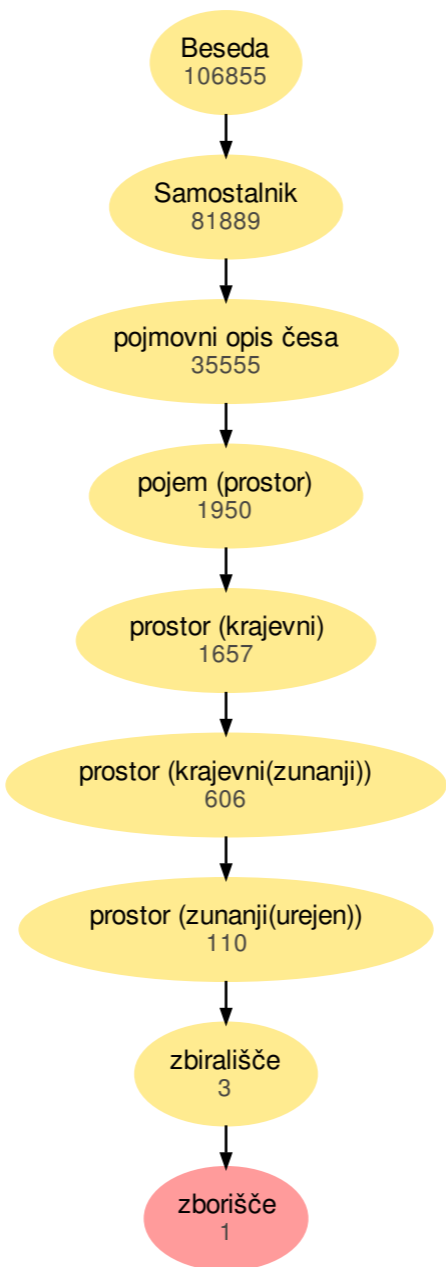 Beseda
106855
Samostalnik
81889
pojmovni opis česa
35555
pojem (prostor)
1950
prostor (krajevni)
1657
prostor (krajevni(zunanji))
606
prostor (zunanji(urejen))
110
zbirališče
3
zborišče
1